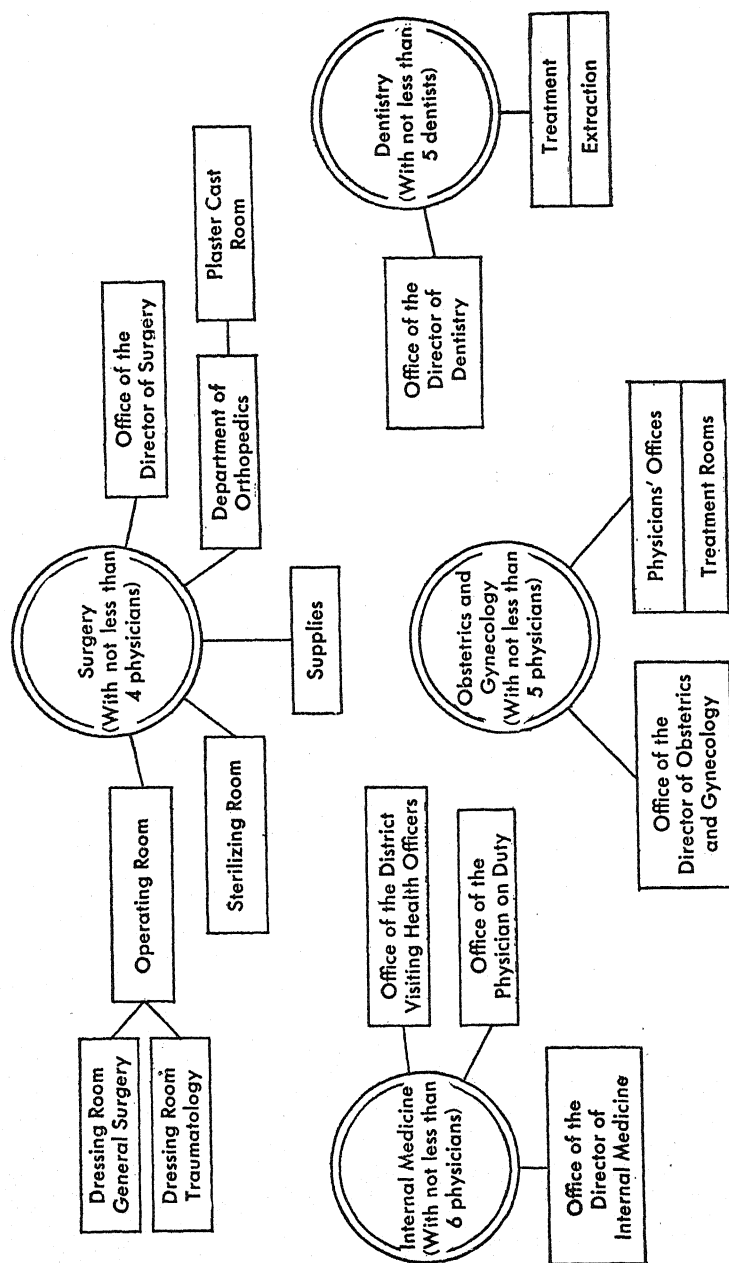 Dressing Room
General Surgery
Dressing Room
Traumatology
Operating Room
Sterilizing Room
Surgery
(With not less than
4 physicians)
Supplies
Office of the
Director of Surgery
Department of
Orthopedics
Plaster Cast
Room
Internal Medicine
(With not less than
6 physicians)
Office of the District
Visiting Health Officers
Office of the
Physician on Duty
Office of the
Director of
Internal Medicine
Obstetrics and
Gynecology
(With not less than
5 physicians)
Office of the
Director of Obstetrics
and Gynecology
Physicians' Offices
Treatment Rooms
Dentistry
(With not less than
5 dentists)
Office of the
Director of
Dentistry
Treatment
Extraction